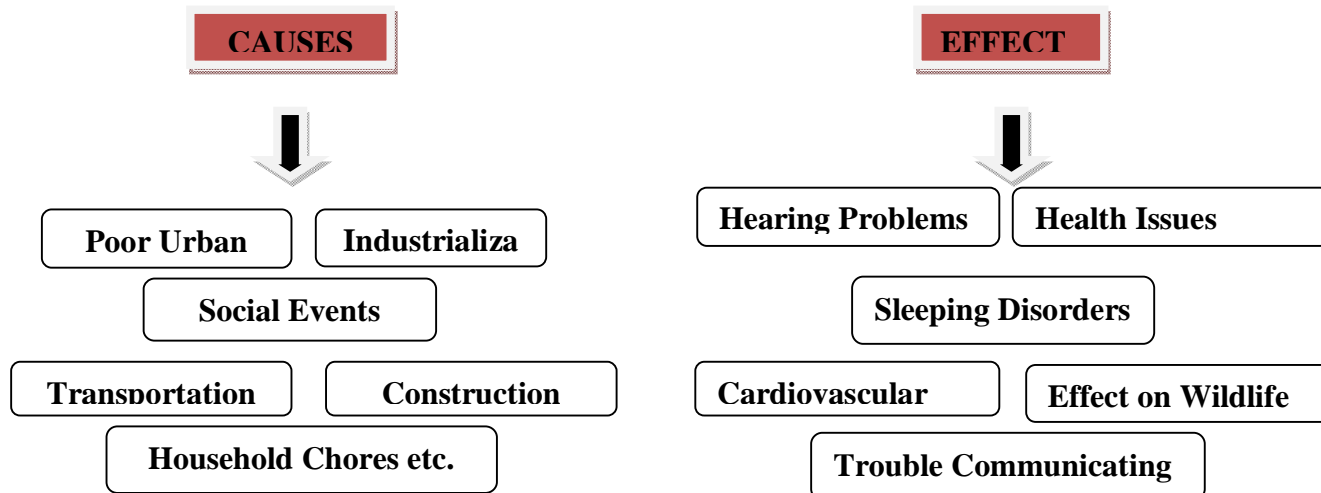 CAUSES
EFFECT
Poor Urban
Industrializa
Social Events
Transportation
Construction
Household Chores etc.
Hearing Problems
Health Issues
Sleeping Disorders
Cardiovascular
Effect on Wildlife
Trouble Communicating